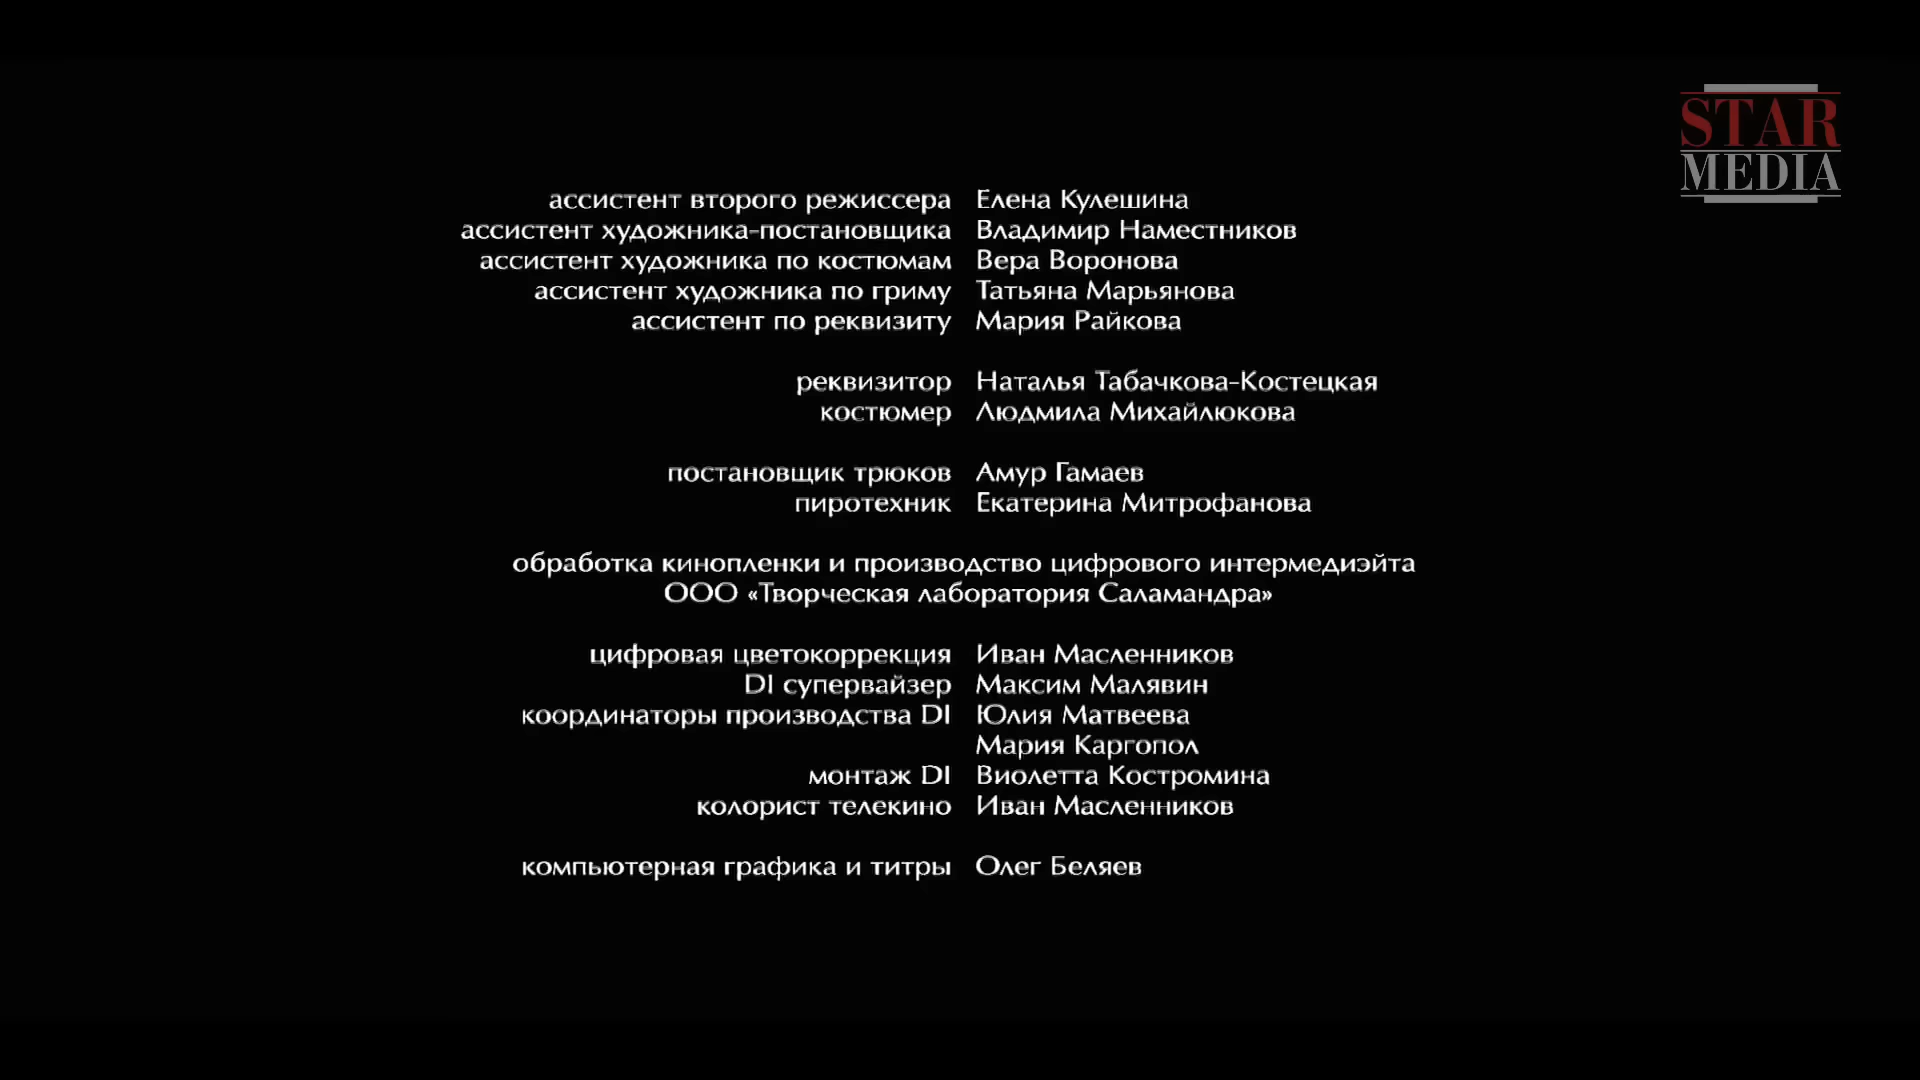 STAR
MEDIA
ассистент второго режиссера Елена Кулешина
ассистент художника-постановщика Владимир Наместников
ассистент художника по костюмам Вера Воронова
ассистент художника по гриму Татьяна Марьянова
ассистент по реквизиту Мария Райкова
реквизитор Наталья Табачкова-Костецкая
костюмер Людмила Михайлюкова
постановщик трюков Амур Гамаев
пиротехник Екатерина Митрофанова
обработка кинопленки и производство цифрового интермедиэйта
ООО «Творческая лаборатория Саламандра»
цифровая цветокоррекция Иван Масленников
DI супервайзер Максим Малявин
координаторы производства DI Юлия Матвеева
Мария Каргопол
монтаж DI Виолетта Костромина
колорист телекино Иван Масленников
компьютерная графика и титры Олег Беляев